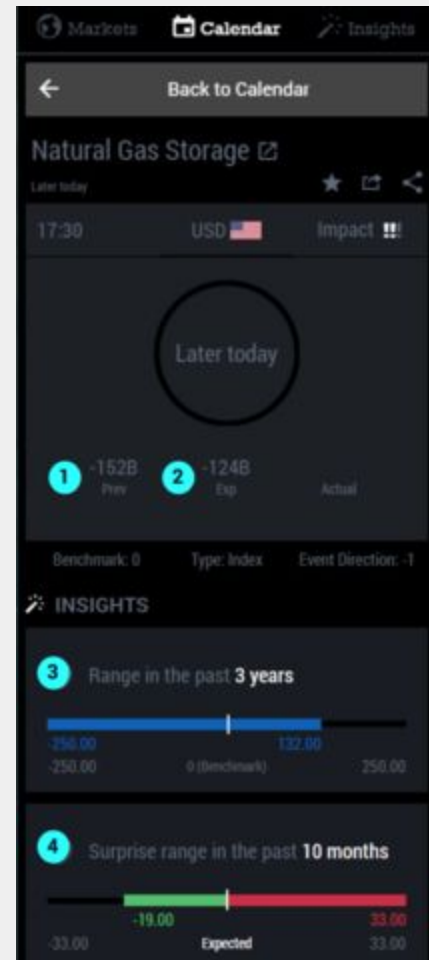 Markets Calendar Insights
Back to Calendar
Natural Gas Storage
Later today
17:30 USD Impact !!!
Later today
1 -152B 2 -124B
Prev Exp Actual
Benchmark: 0 Type: Index Event Direction: -1
INSIGHTS
3 Range in the past 3 years
-250.00 132.00
-250.00 0 (Benchmark) 250.00
4 Surprise range in the past 10 months
-19.00 33.00
-33.00 Expected 33.00